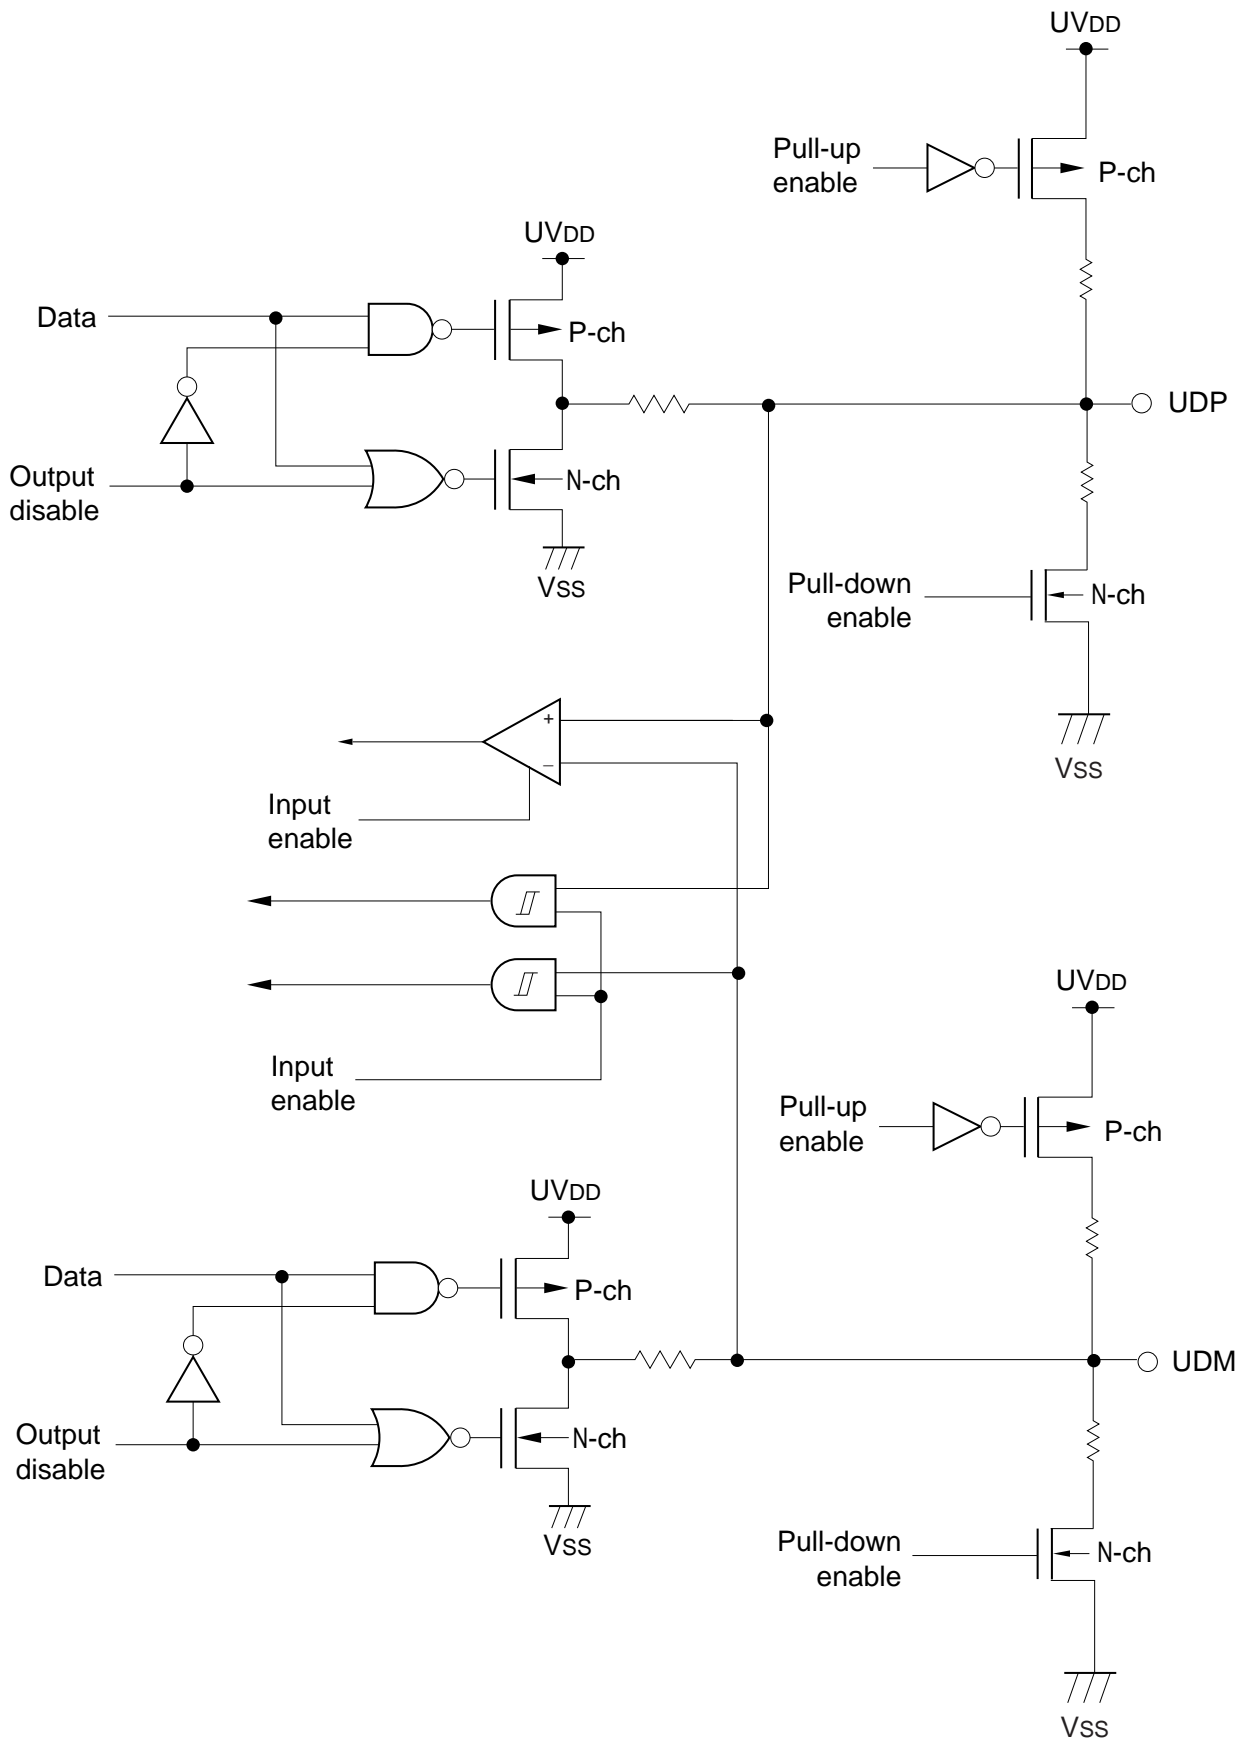 UVDD
Pull-up
enable
P-ch
UVDD
Data
P-ch
UDP
Output
disable
N-ch
VSS
Pull-down
enable
N-ch
VSS
+
−
Input
enable
Input
enable
UVDD
Pull-up
enable
P-ch
UVDD
Data
P-ch
UDM
Output
disable
N-ch
VSS
Pull-down
enable
N-ch
VSS